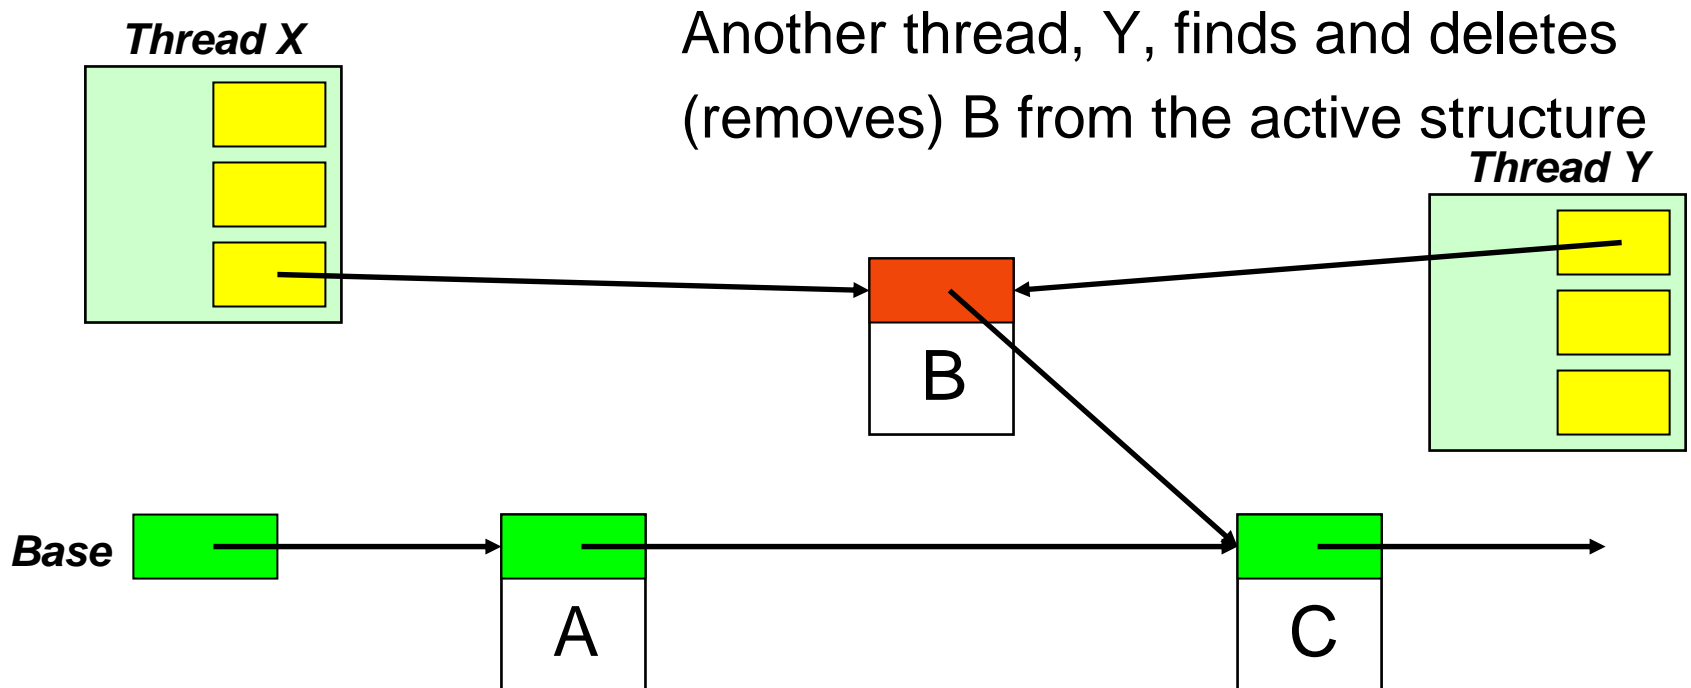 Thread X
Another thread, Y, finds and deletes
(removes) B from the active structure
Thread Y
B
Base
A
C